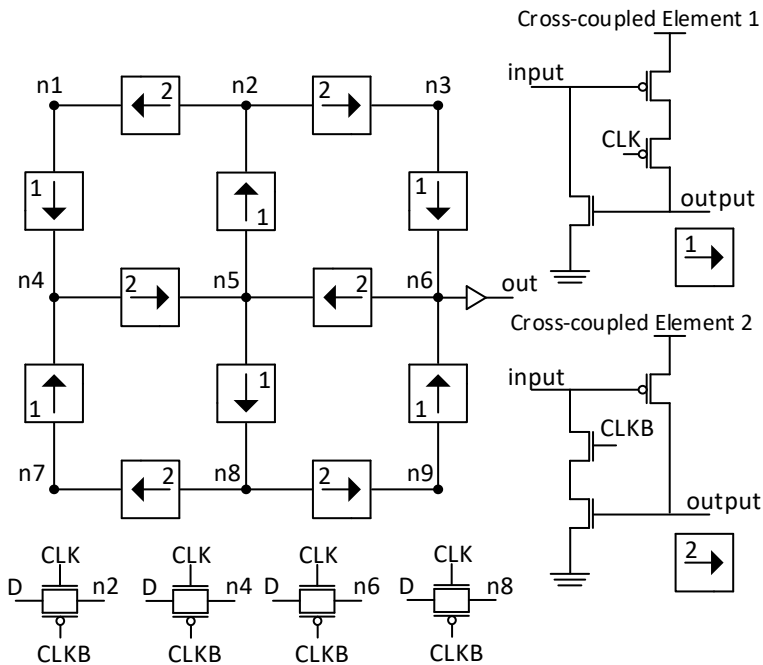 Cross-coupled Element 1
input
CLK
output
1
n1
2
n2
2
n3
1
1
1
n4
2
n5
2
n6
out
Cross-coupled Element 2
input
CLKB
output
2
1
1
1
n7
2
n8
2
n9
CLK
D
n2
CLKB
CLK
D
n4
CLKB
CLK
D
n6
CLKB
CLK
D
n8
CLKB